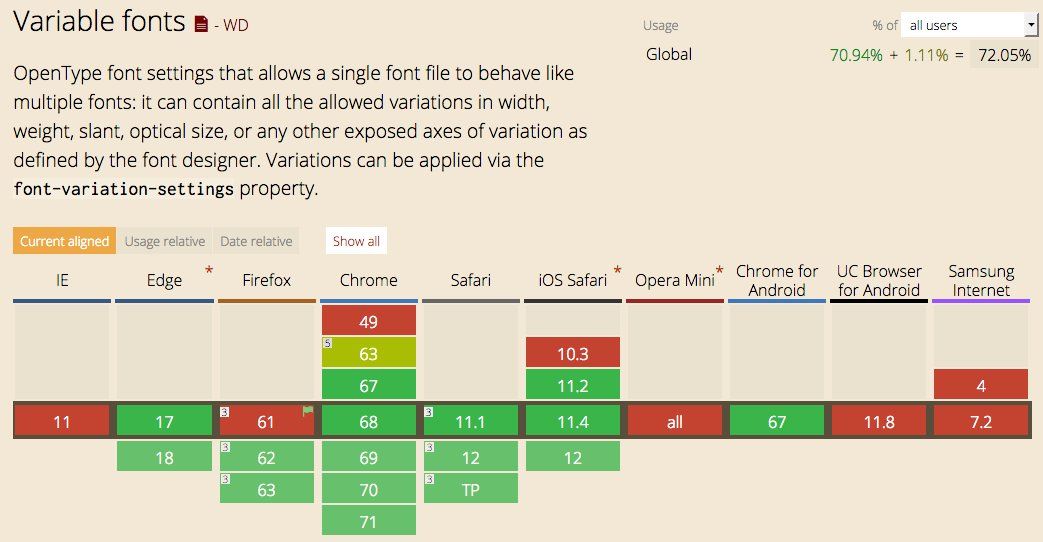 Variable fonts - WD
Usage % of all users
Global 70.94% + 1.11% = 72.05%
OpenType font settings that allows a single font file to behave like
multiple fonts: it can contain all the allowed variations in width,
weight, slant, optical size, or any other exposed axes of variation as
defined by the font designer. Variations can be applied via the
font-variation-settings property.
Current aligned Usage relative Date relative Show all
IE Edge * Firefox Chrome Safari iOS Safari * Opera Mini * Chrome for Android UC Browser for Android Samsung Internet
49
5 63 10.3
67 11.2 4
11 17 3 61 68 3 11.1 11.4 all 67 11.8 7.2
18 3 62 69 3 12 12
3 63 70 3 TP
71